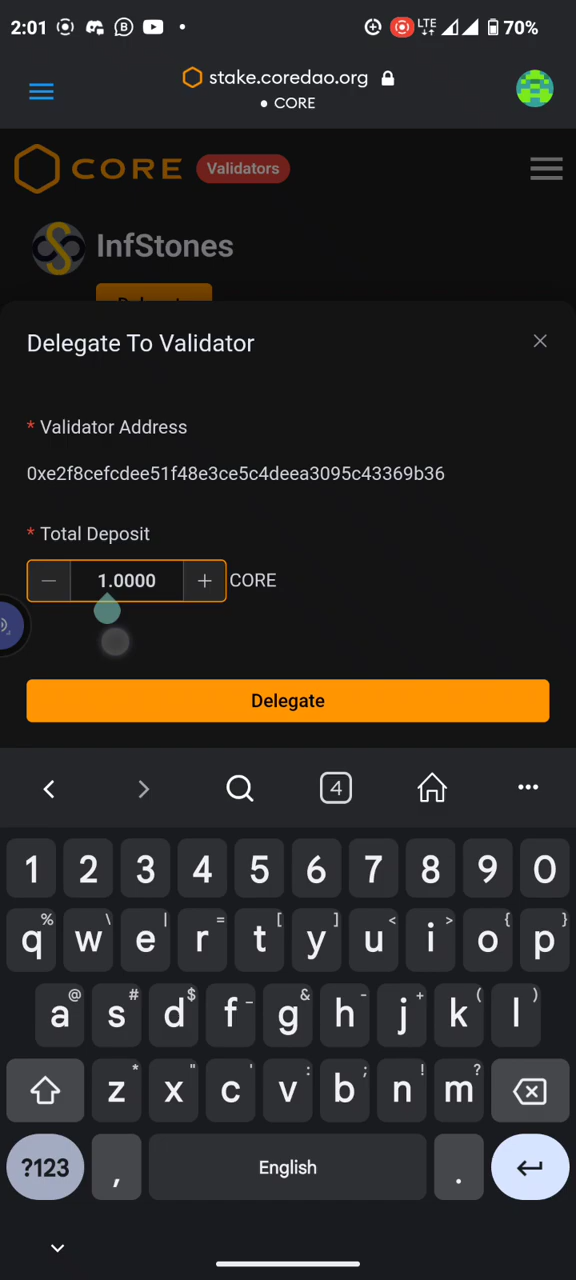 2:01 LTE 70%
stake.coredao.org
• CORE
CORE Validators
InfStones
Delegate To Validator
* Validator Address
0xe2f8cefcdee51f48e3ce5c4deea3095c43369b36
* Total Deposit
− 1.0000 + CORE
Delegate
4
1 2 3 4 5 6 7 8 9 0
% \ | = [ ] < > { }
q w e r t y u i o p
@ # $ _ & - + ( )
a s d f g h j k l
* " ' : ; ! ?
z x c v b n m
?123 , English .